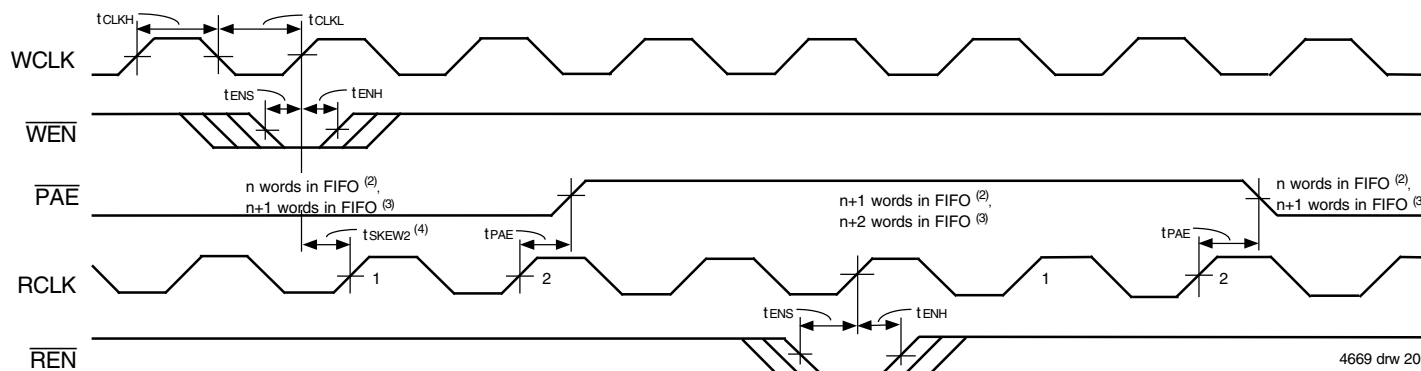 tCLKH
tCLKL
WCLK
tENS
tENH
WEN
PAE
n words in FIFO (2),
n+1 words in FIFO (3)
n+1 words in FIFO (2),
n+2 words in FIFO (3)
n words in FIFO (2),
n+1 words in FIFO (3
tSKEW2 (4)
tPAE
tPAE
RCLK
1
2
1
2
tENS
tENH
REN
4669 drw 20